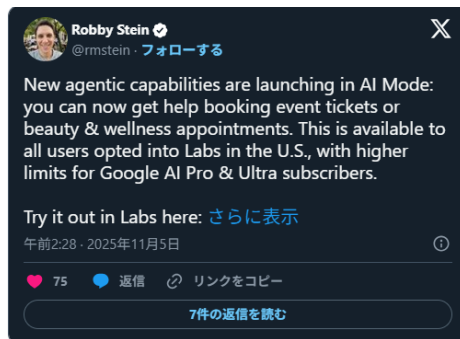 Robby Stein
@rmstein · フォローする
New agentic capabilities are launching in AI Mode:
you can now get help booking event tickets or
beauty & wellness appointments. This is available to
all users opted into Labs in the U.S., with higher
limits for Google AI Pro & Ultra subscribers.
Try it out in Labs here: さらに表示
午前2:28 · 2025年11月5日
75 返信 リンクをコピー
7件の返信を読む